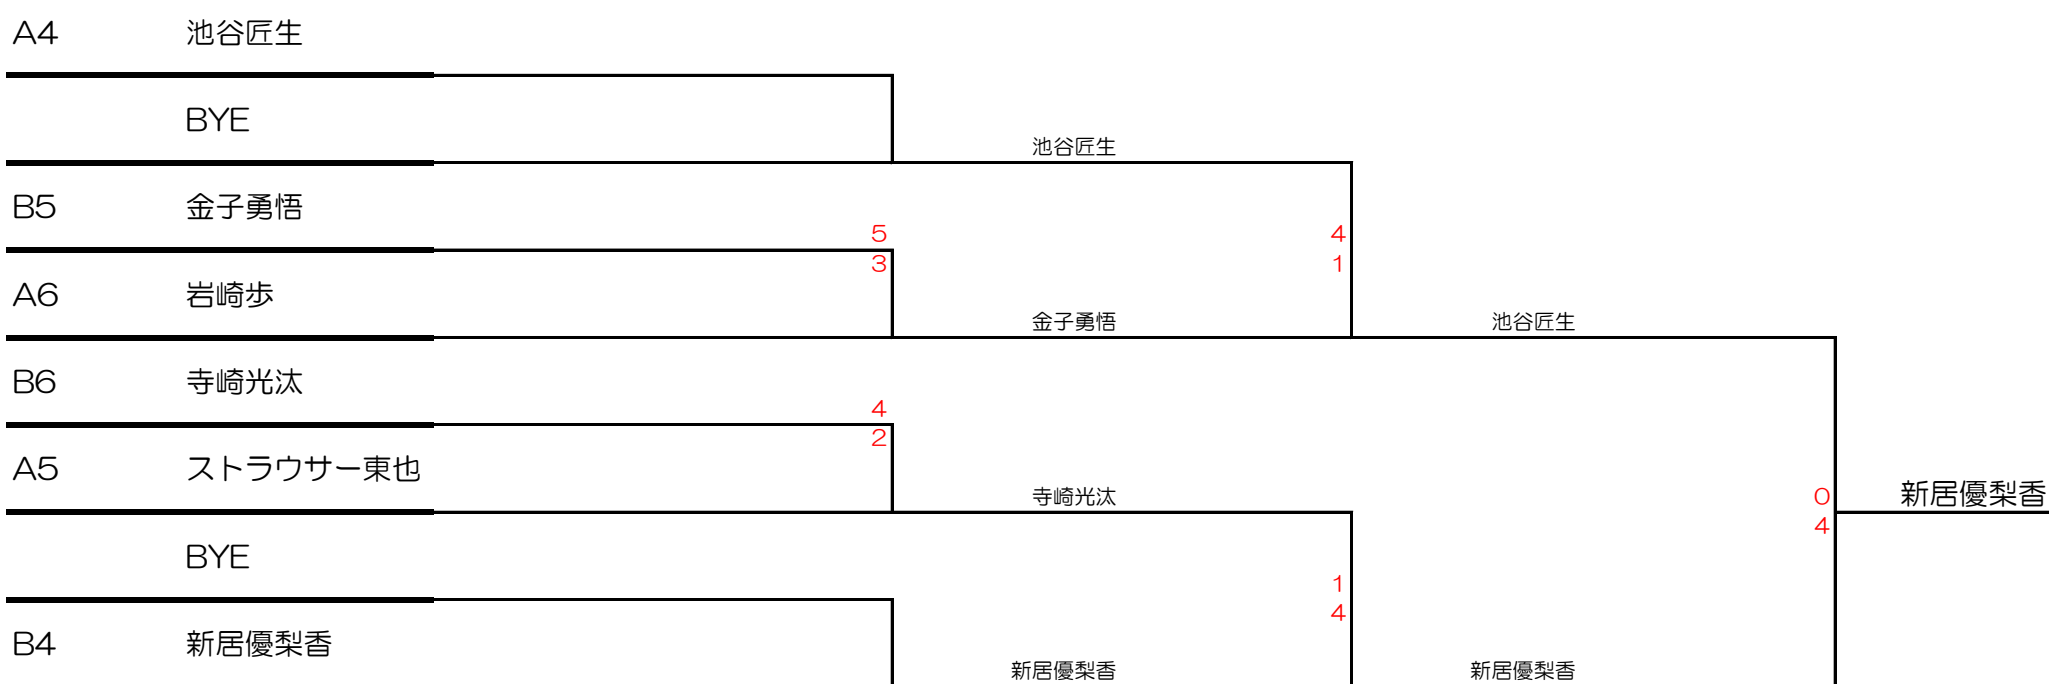 A4 池谷匠生
BYE
池谷匠生
B5 金子勇悟
5 4
3 1
A6 岩崎歩
金子勇悟 池谷匠生
B6 寺崎光汰
4
2
A5 ストラウサー東也
寺崎光汰 0 新居優梨香
4
BYE
1
4
B4 新居優梨香
新居優梨香 新居優梨香